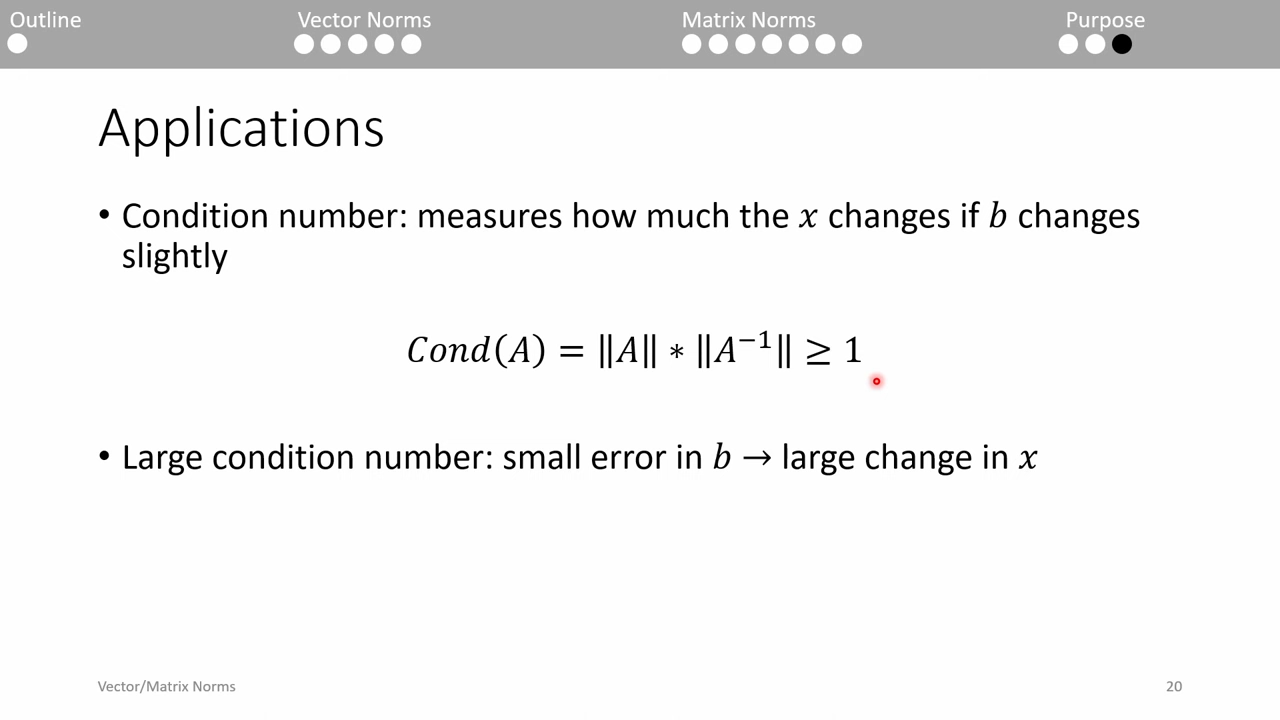 Outline
Vector Norms
Matrix Norms
Purpose
Applications
• Condition number: measures how much the x changes if b changes
slightly
Cond(A) = ‖A‖ ∗ ‖A⁻¹‖ ≥ 1
• Large condition number: small error in b → large change in x
Vector/Matrix Norms
20